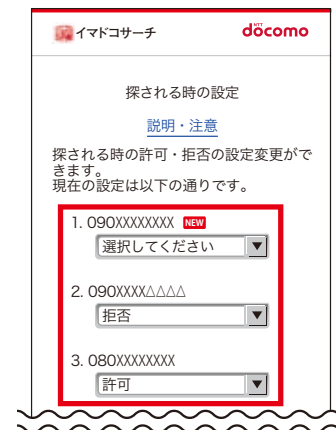 イマドコサーチ
NTT
docomo
探される時の設定
説明・注意
探される時の許可・拒否の設定変更がで
きます。
現在の設定は以下の通りです。
1. 090XXXXXXXX NEW
選択してください ▼
2. 090XXXX△△△△
拒否 ▼
3. 080XXXXXXXX
許可 ▼